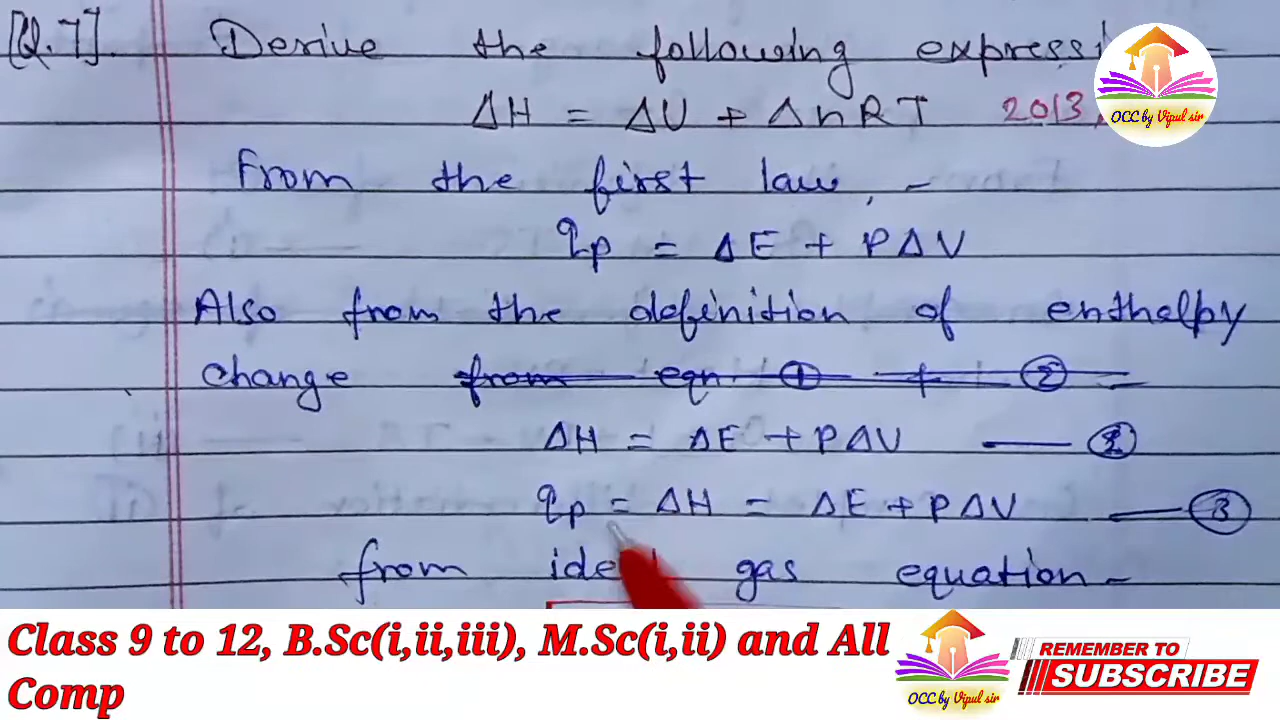 [Q.7]. Derive the following expressi
ΔH = ΔU + ΔnRT 2013,
OCC by Vipul sir
From the first law, -
qp = ΔE + PΔV
Also from the definition of enthalpy
change from eqn. ① + ②
ΔH = ΔE + PΔV —
qp = ΔH = ΔE + PΔV — ③
from gas equation-
Class 9 to 12, B.Sc(i,ii,iii), M.Sc(i,ii) and All
Comp
OCC by Vipul sir
REMEMBER TO
SUBSCRIBE